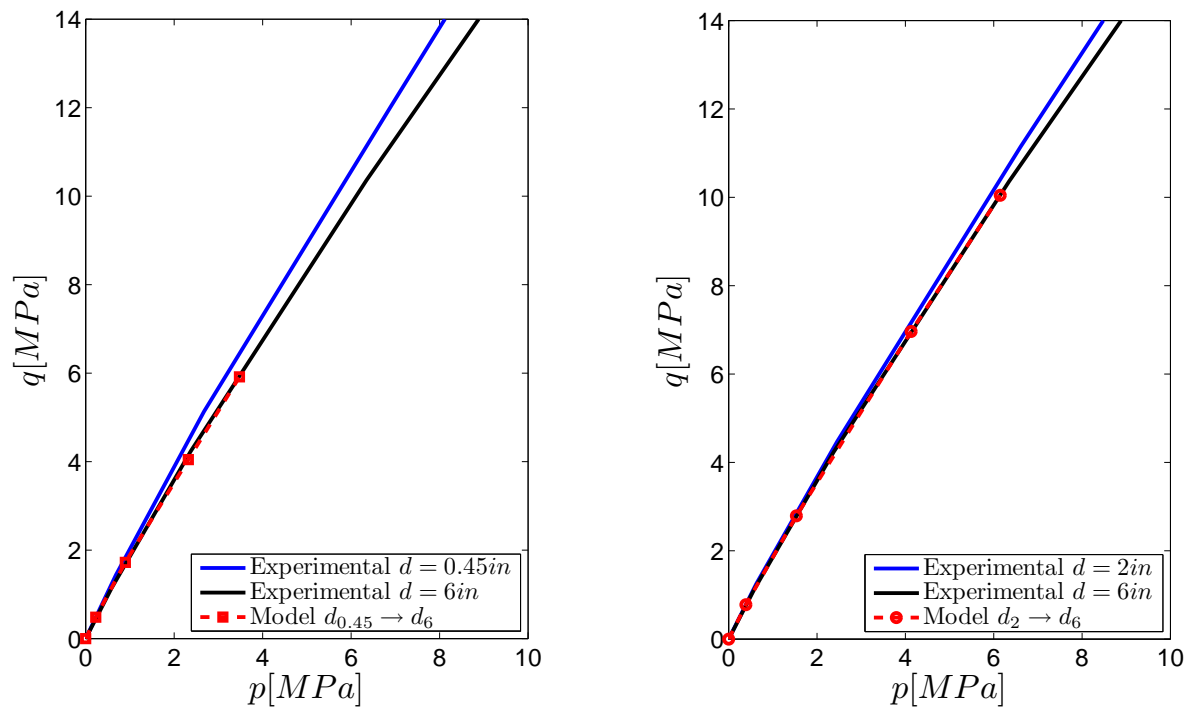 14
12
10
8
6
4
2
0
q[MPa]
Experimental d = 0.45in
Experimental d = 6in
Model d0.45 → d6
0 2 4 6 8 10
p[MPa]
14
12
10
8
6
4
2
0
q[MPa]
Experimental d = 2in
Experimental d = 6in
Model d2 → d6
0 2 4 6 8 10
p[MPa]